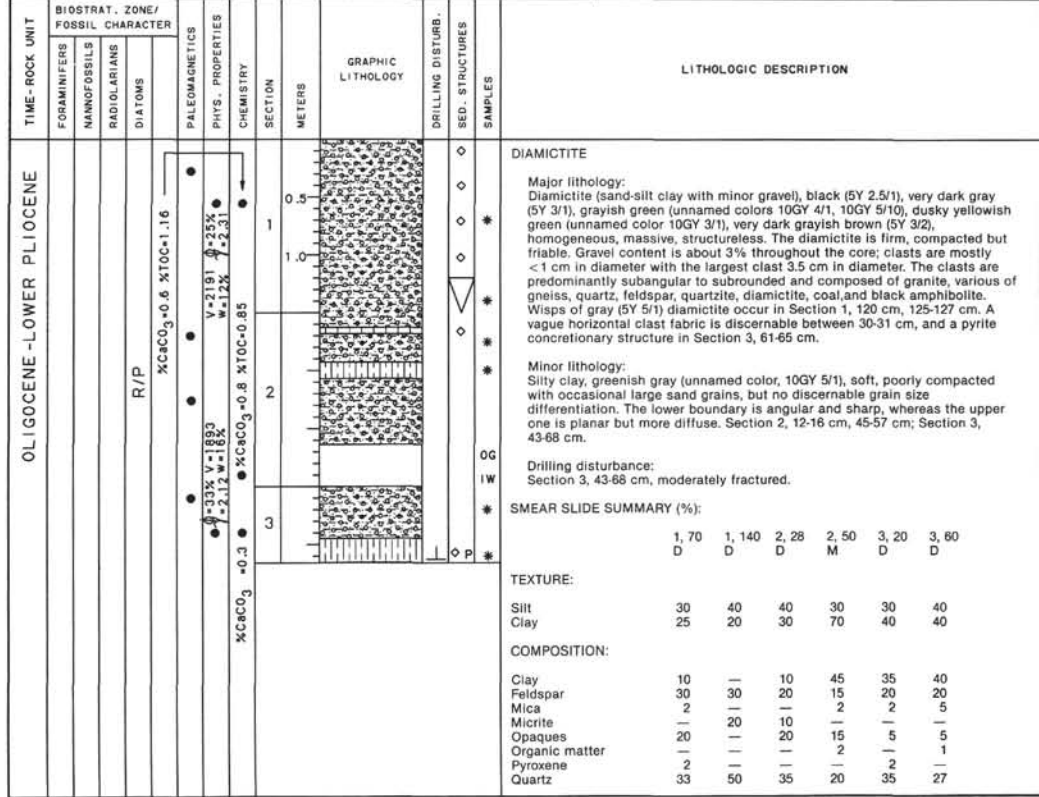 TIME-ROCK UNIT
BIOSTRAT. ZONE/
FOSSIL CHARACTER
FORAMINIFERS
NANNOFOSSILS
RADIOLARIANS
DIATOMS
PALEOMAGNETICS
PHYS. PROPERTIES
CHEMISTRY
SECTION
METERS
GRAPHIC
LITHOLOGY
DRILLING DISTURB.
SED. STRUCTURES
SAMPLES
LITHOLOGIC DESCRIPTION
OLIGOCENE-LOWER PLIOCENE
R/P
%CaCO3=0.6 %TOC=1.16
V=2191 φ=25%
W=12% ρ=2.31
φ=33% V=1893
ρ=2.12 W=16%
%CaCO3=0.8 %TOC=0.85
%CaCO3 =0.3
1
2
3
0.5
1.0
OG
IW
P
DIAMICTITE
Major lithology:
Diamictite (sand-silt clay with minor gravel), black (5Y 2.5/1), very dark gray
(5Y 3/1), grayish green (unnamed colors 10GY 4/1, 10GY 5/10), dusky yellowish
green (unnamed color 10GY 3/1), very dark grayish brown (5Y 3/2),
homogeneous, massive, structureless. The diamictite is firm, compacted but
friable. Gravel content is about 3% throughout the core; clasts are mostly
<1 cm in diameter with the largest clast 3.5 cm in diameter. The clasts are
predominantly subangular to subrounded and composed of granite, various of
gneiss, quartz, feldspar, quartzite, diamictite, coal,and black amphibolite.
Wisps of gray (5Y 5/1) diamictite occur in Section 1, 120 cm, 125-127 cm. A
vague horizontal clast fabric is discernable between 30-31 cm, and a pyrite
concretionary structure in Section 3, 61-65 cm.
Minor lithology:
Silty clay, greenish gray (unnamed color, 10GY 5/1), soft, poorly compacted
with occasional large sand grains, but no discernable grain size
differentiation. The lower boundary is angular and sharp, whereas the upper
one is planar but more diffuse. Section 2, 12-16 cm, 45-57 cm; Section 3,
43-68 cm.
Drilling disturbance:
Section 3, 43-68 cm, moderately fractured.
SMEAR SLIDE SUMMARY (%):
1, 70 1, 140 2, 28 2, 50 3, 20 3, 60
D D D M D D
TEXTURE:
Silt 30 40 40 30 30 40
Clay 25 20 30 70 40 40
COMPOSITION:
Clay 10 — 10 45 35 40
Feldspar 30 30 20 15 20 20
Mica 2 — — 2 2 5
Micrite — 20 10 — — —
Opaques 20 — 20 15 5 5
Organic matter — — — 2 — 1
Pyroxene 2 — — — 2 —
Quartz 33 50 35 20 35 27